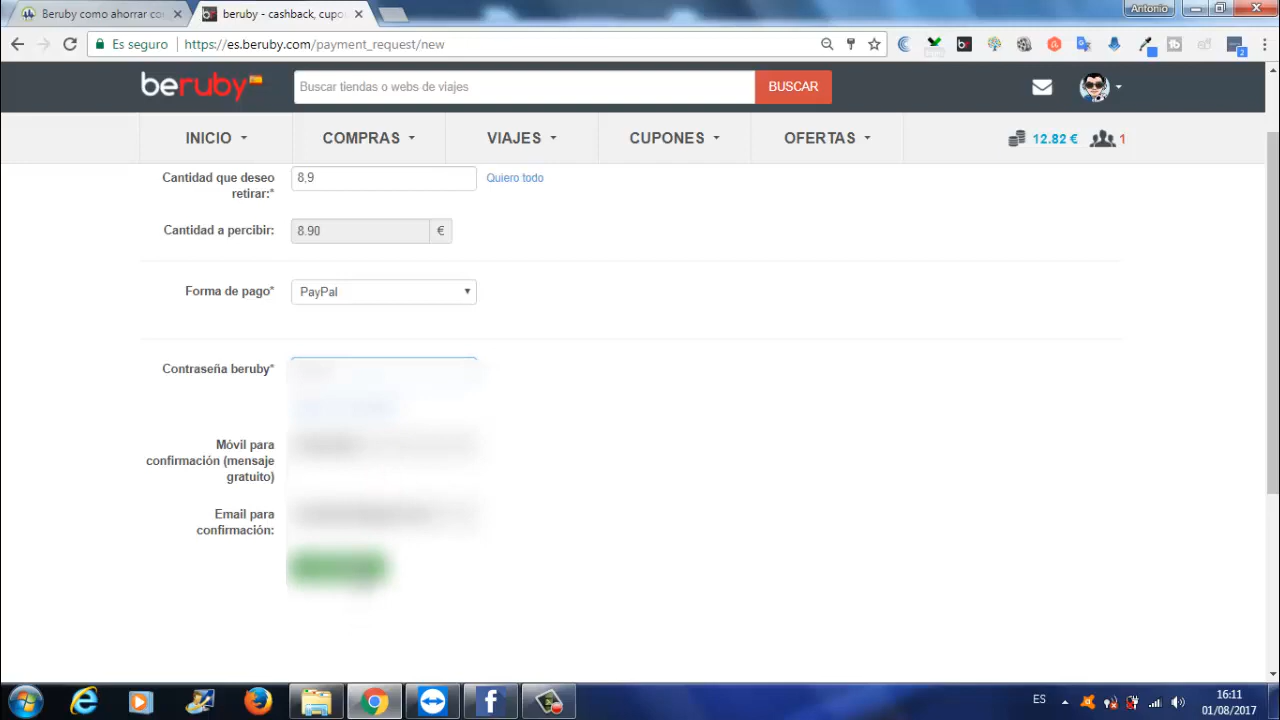 Beruby como ahorrar co
beruby - cashback, cupo
Antonio
Es seguro
https://es.beruby.com/payment_request/new
beruby
Buscar tiendas o webs de viajes
BUSCAR
INICIO
COMPRAS
VIAJES
CUPONES
OFERTAS
12.82 €
1
Cantidad que deseo
retirar:*
8,9
Quiero todo
Cantidad a percibir:
8.90
€
Forma de pago*
PayPal
Contraseña beruby*
Móvil para
confirmación (mensaje
gratuito)
Email para
confirmación:
2
ES
16:11
01/08/2017